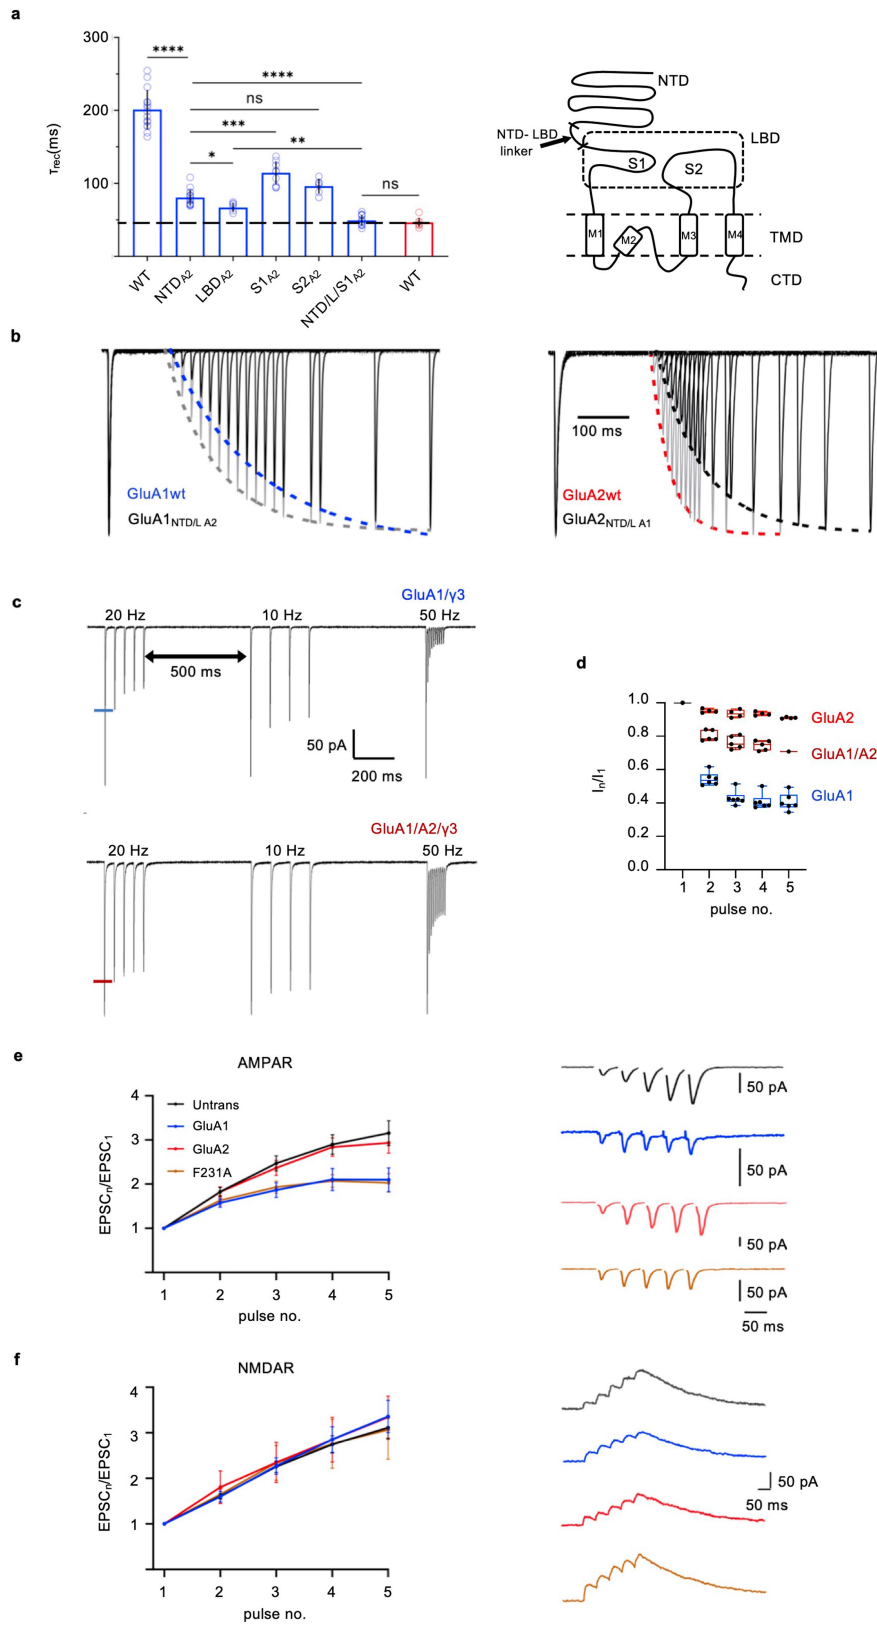 a
300
200
100
τrec(ms)
****
****
ns
***
**
*
ns
WT
NTDA2
LBDA2
S1A2
S2A2
NTD/L/S1A2
WT
NTD
NTD- LBD
linker
LBD
S1
S2
M1
M2
M3
M4
TMD
CTD
b
GluA1wt
GluA1NTD/L A2
100 ms
GluA2wt
GluA2NTD/L A1
c
GluA1/γ3
20 Hz
10 Hz
50 Hz
500 ms
50 pA
200 ms
GluA1/A2/γ3
20 Hz
10 Hz
50 Hz
d
1.0
0.8
0.6
0.4
0.2
0.0
In/I1
GluA2
GluA1/A2
GluA1
1 2 3 4 5
pulse no.
e
AMPAR
4
3
2
1
EPSCn/EPSC1
Untrans
GluA1
GluA2
F231A
1 2 3 4 5
pulse no.
50 pA
50 pA
50 pA
50 pA
50 ms
f
NMDAR
4
3
2
1
EPSCn/EPSC1
1 2 3 4 5
pulse no.
50 pA
50 ms